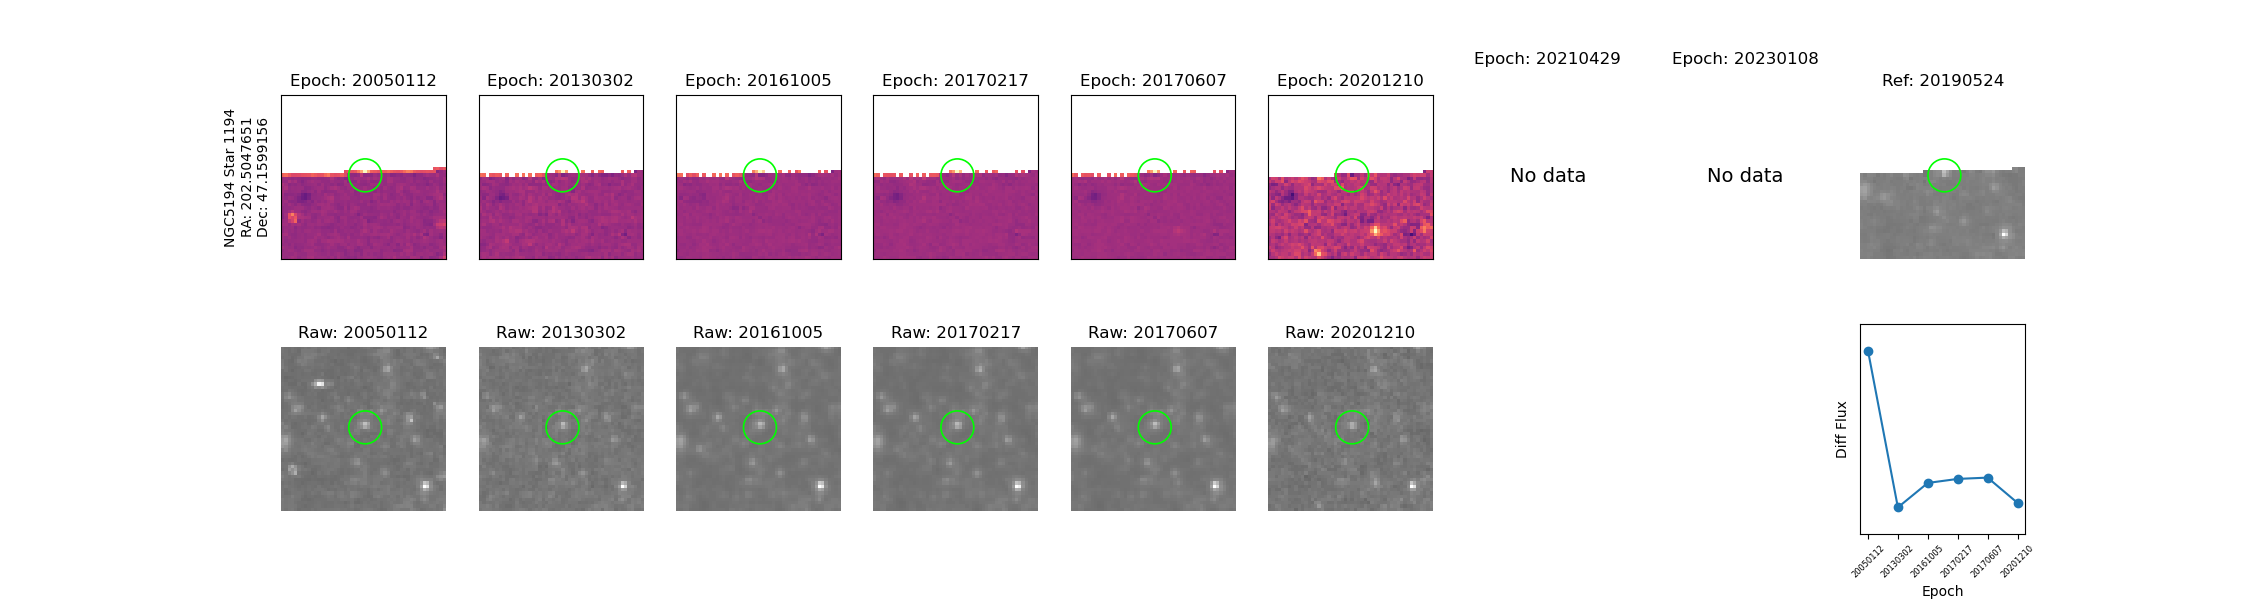 NGC5194 Star 1194
RA: 202.5047651
Dec: 47.1599156
Epoch: 20050112
Epoch: 20130302
Epoch: 20161005
Epoch: 20170217
Epoch: 20170607
Epoch: 20201210
Epoch: 20210429
Epoch: 20230108
Ref: 20190524
No data
No data
Raw: 20050112
Raw: 20130302
Raw: 20161005
Raw: 20170217
Raw: 20170607
Raw: 20201210
Diff Flux
20050112
20130302
20161005
20170217
20170607
20201210
Epoch